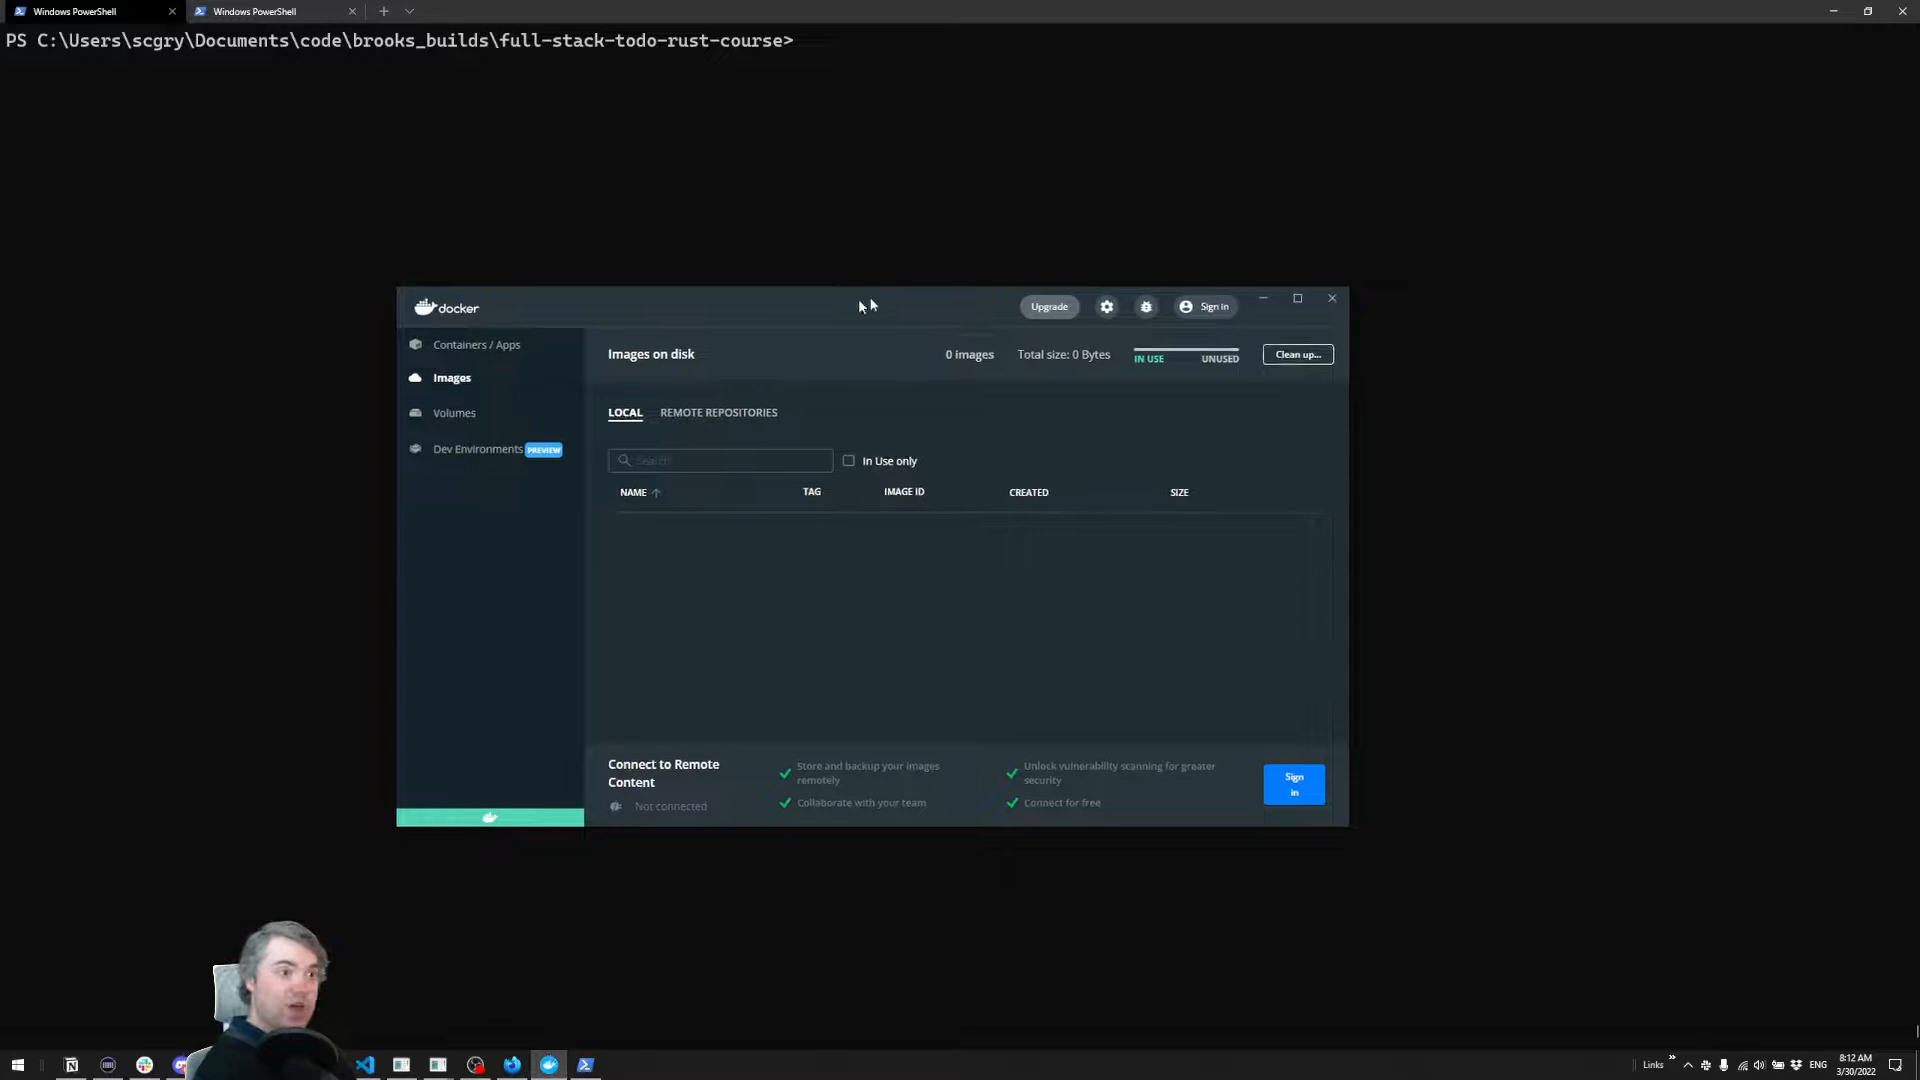 Windows PowerShell
Windows PowerShell
PS C:\Users\scgry\Documents\code\brooks_builds\full-stack-todo-rust-course>
docker
Upgrade
Sign in
Containers / Apps
Images
Volumes
Dev Environments PREVIEW
Images on disk
0 images
Total size: 0 Bytes
IN USE
UNUSED
Clean up...
LOCAL
REMOTE REPOSITORIES
Search
In Use only
NAME
TAG
IMAGE ID
CREATED
SIZE
Connect to Remote
Content
Not connected
Store and backup your images
remotely
Collaborate with your team
Unlock vulnerability scanning for greater
security
Connect for free
Sign
in
Links
ENG
8:12 AM
3/30/2022